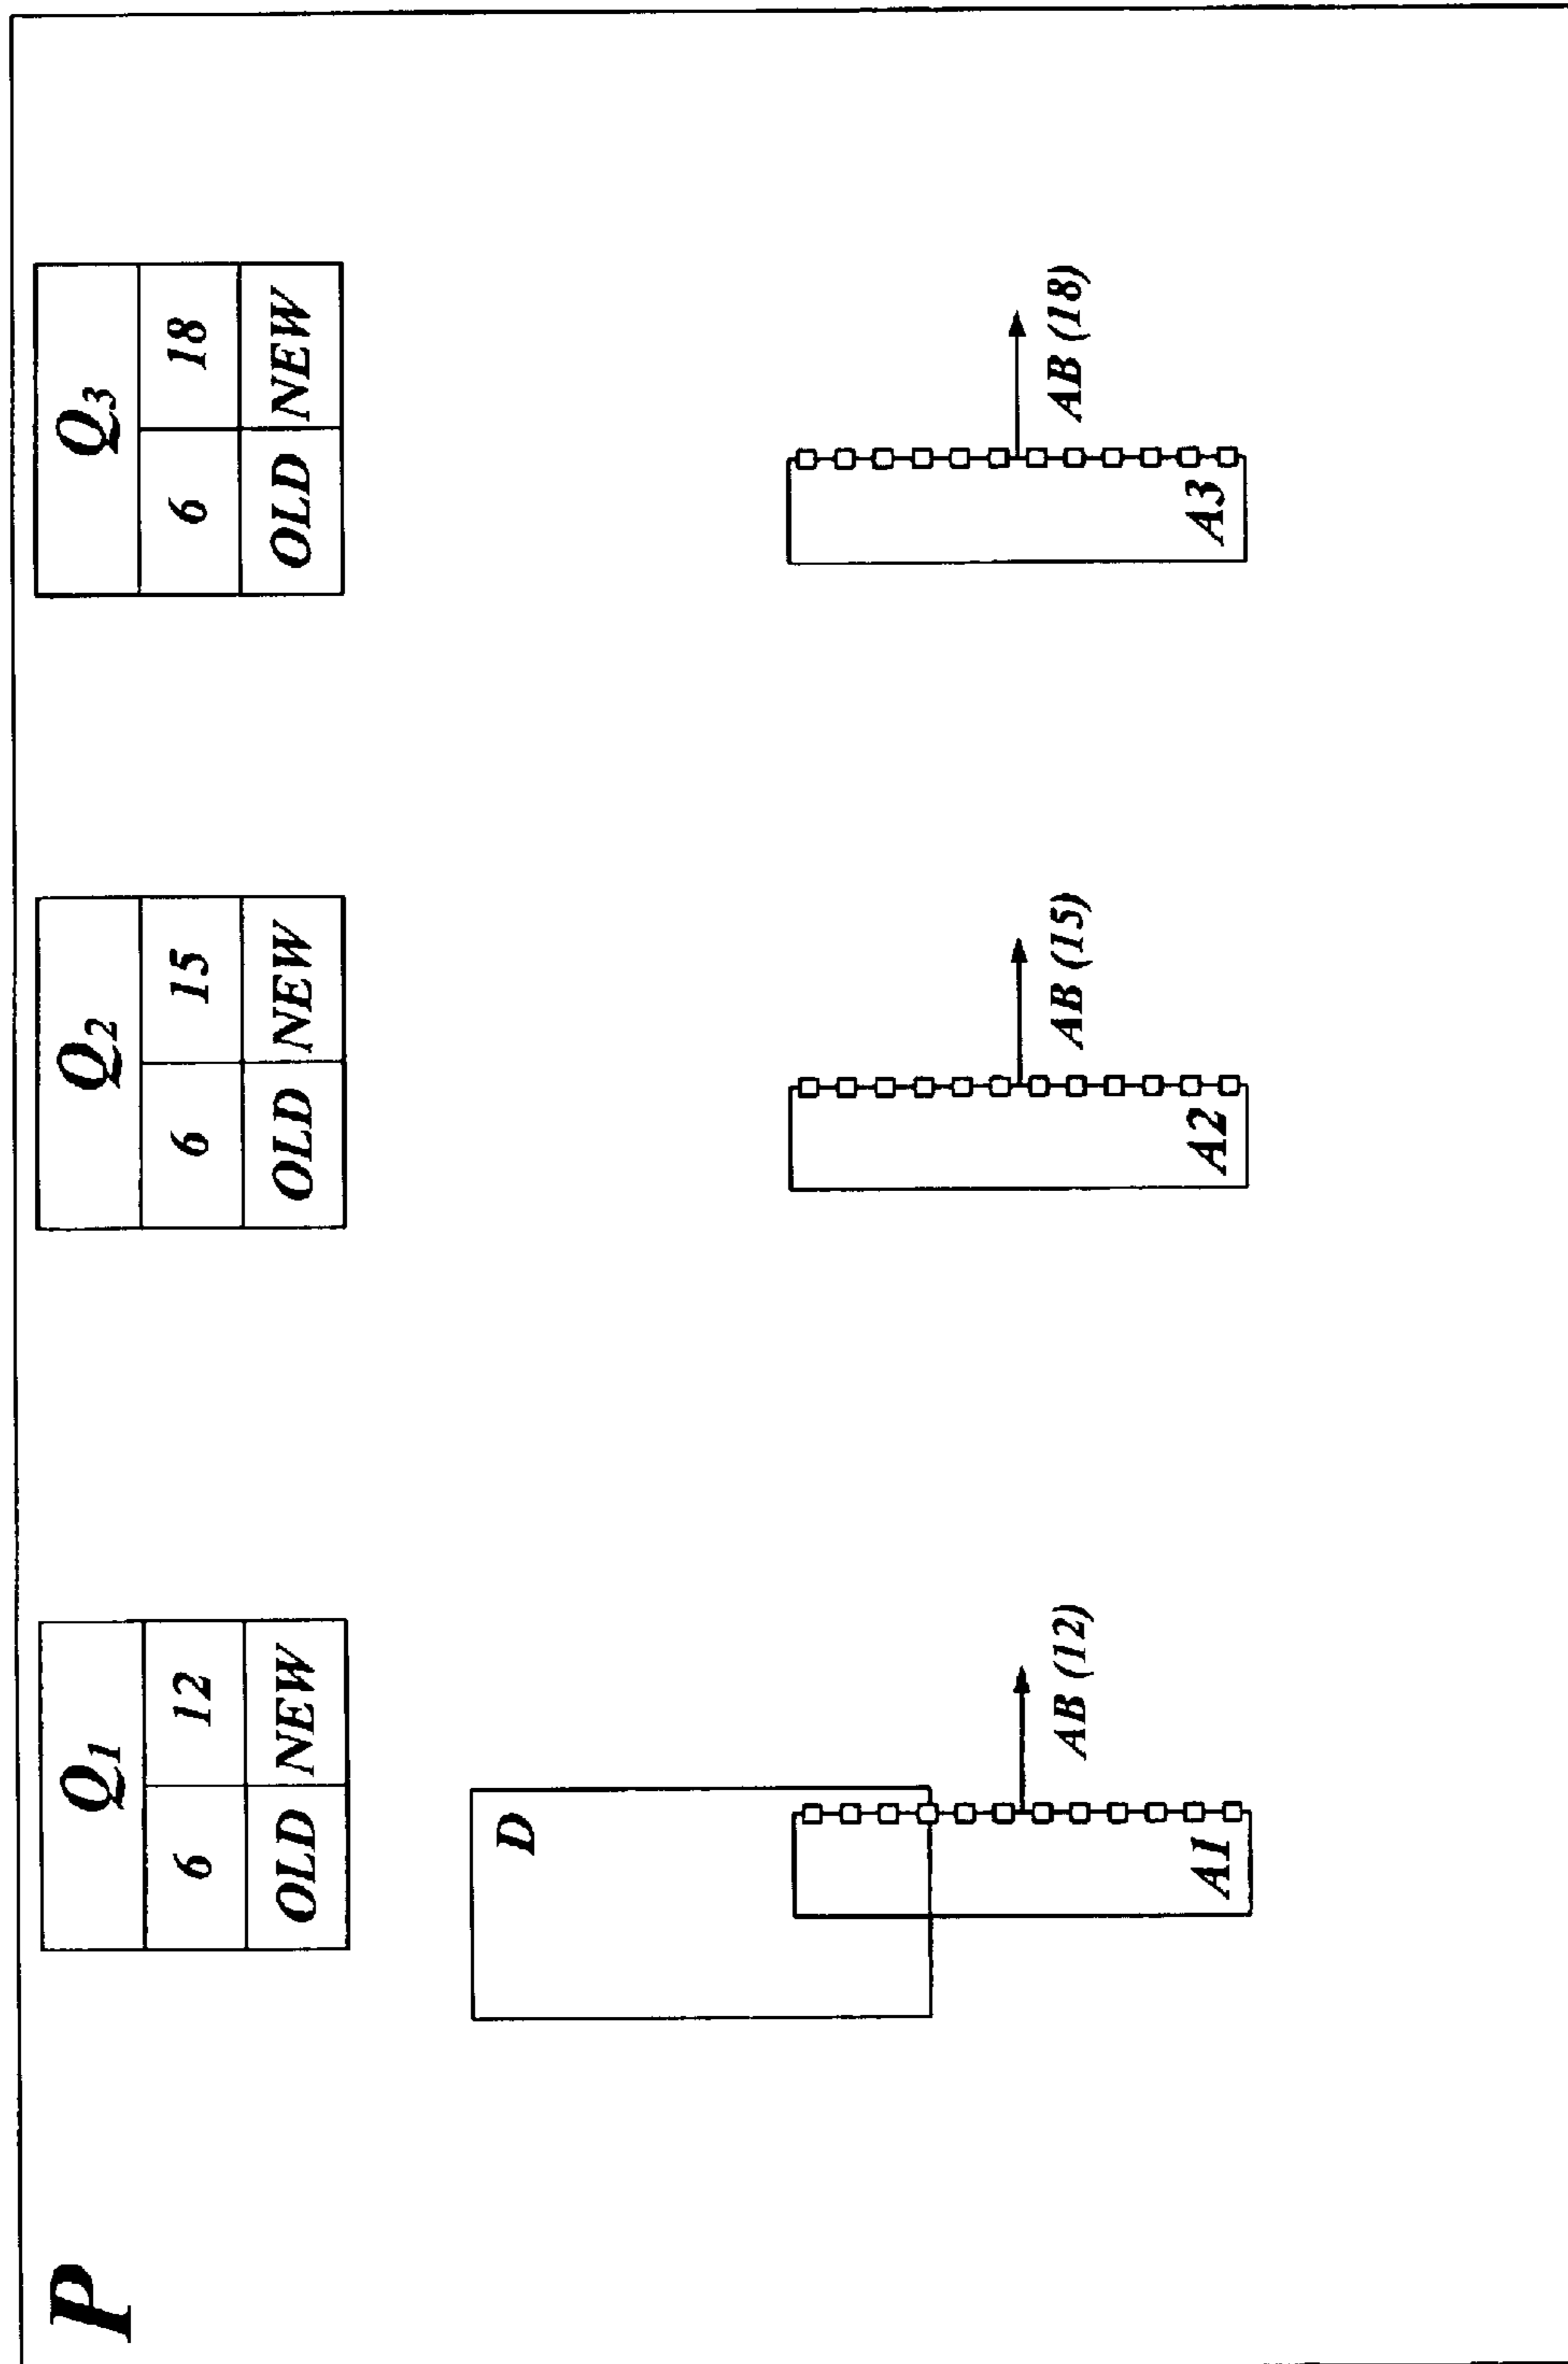 P
Q1
6 12
OLD NEW
Q2
6 15
OLD NEW
Q3
6 18
OLD NEW
D
A1
AB (12)
A2
AB (15)
A3
AB (18)